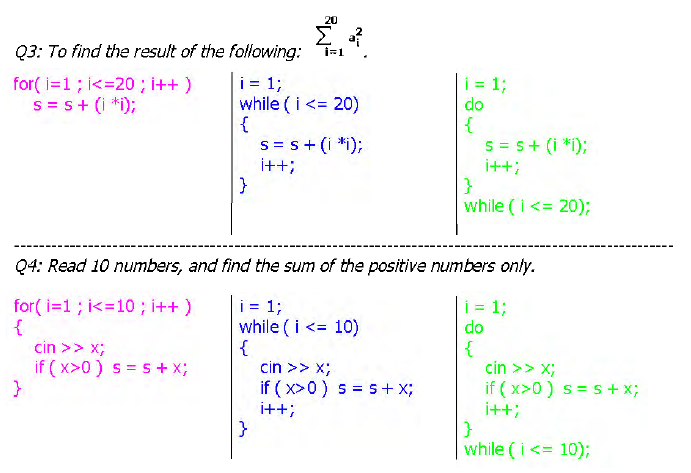 Q3: To find the result of the following: $\sum_{i=1}^{20} a_i^2$.
for( i=1 ; i<=20 ; i++ )
s = s + (i *i);
i = 1;
while ( i <= 20)
{
s = s + (i *i);
i++;
}
i = 1;
do
{
s = s + (i *i);
i++;
}
while ( i <= 20);
Q4: Read 10 numbers, and find the sum of the positive numbers only.
for( i=1 ; i<=10 ; i++ )
{
cin >> x;
if ( x>0 ) s = s + x;
}
i = 1;
while ( i <= 10)
{
cin >> x;
if ( x>0 ) s = s + x;
i++;
}
i = 1;
do
{
cin >> x;
if ( x>0 ) s = s + x;
i++;
}
while ( i <= 10);